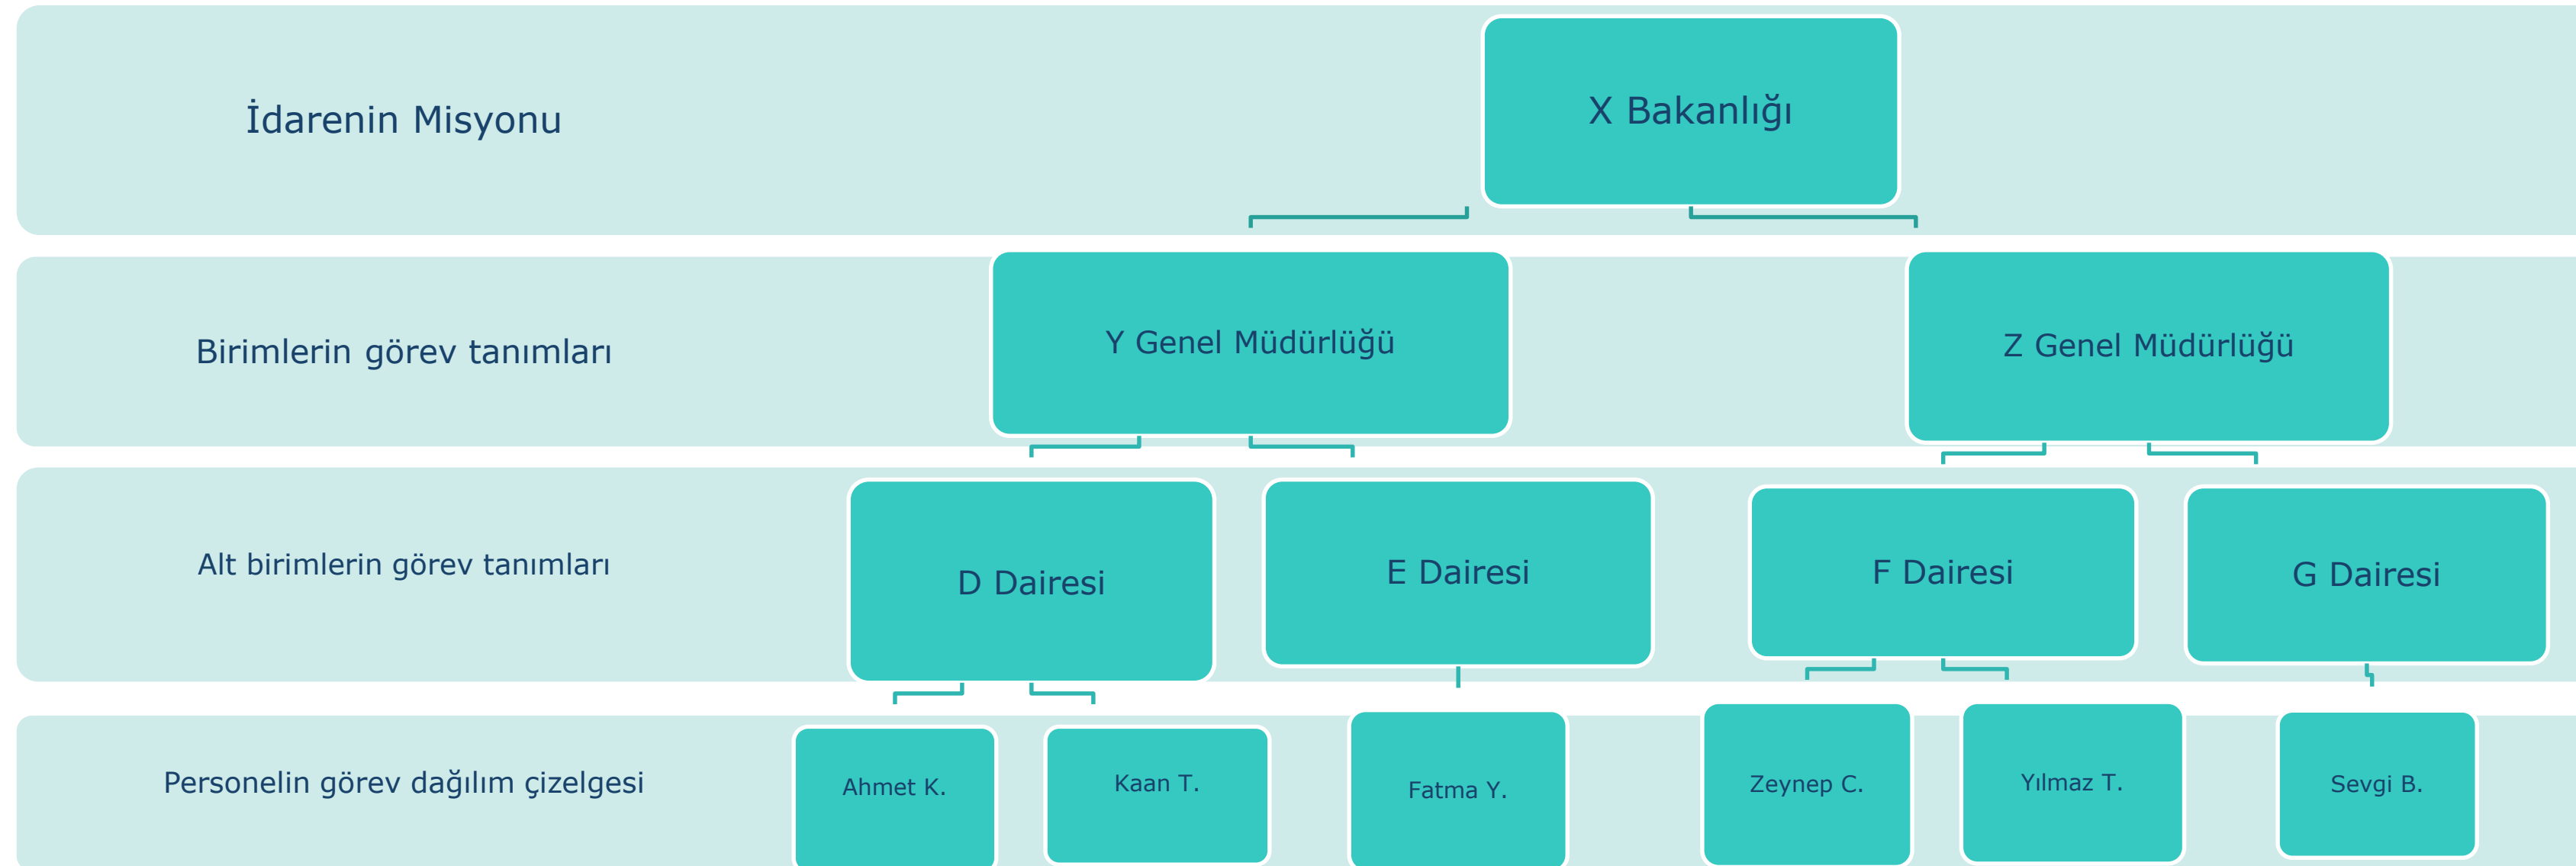 İdarenin Misyonu
X Bakanlığı
Birimlerin görev tanımları
Y Genel Müdürlüğü
Z Genel Müdürlüğü
Alt birimlerin görev tanımları
D Dairesi
E Dairesi
F Dairesi
G Dairesi
Personelin görev dağılım çizelgesi
Ahmet K.
Kaan T.
Fatma Y.
Zeynep C.
Yılmaz T.
Sevgi B.